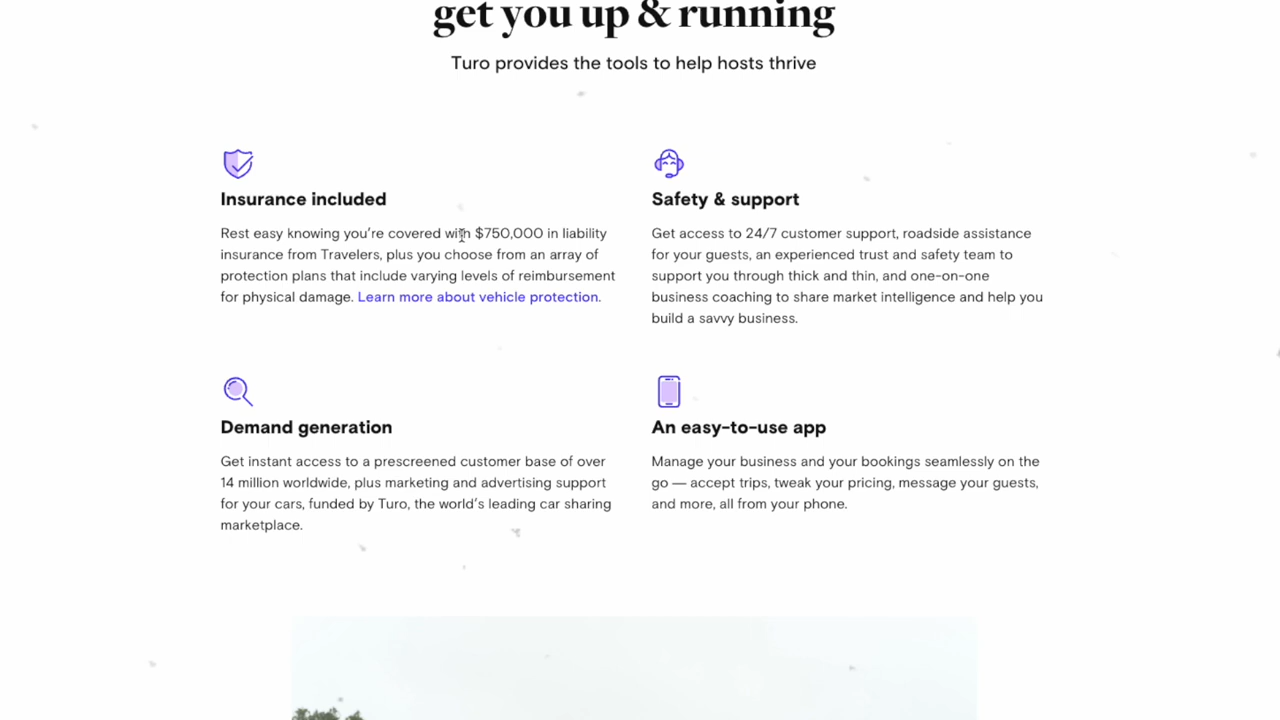 get you up & running
Turo provides the tools to help hosts thrive
Insurance included
Rest easy knowing you're covered with $750,000 in liability
insurance from Travelers, plus you choose from an array of
protection plans that include varying levels of reimbursement
for physical damage. Learn more about vehicle protection.
Safety & support
Get access to 24/7 customer support, roadside assistance
for your guests, an experienced trust and safety team to
support you through thick and thin, and one-on-one
business coaching to share market intelligence and help you
build a savvy business.
Demand generation
Get instant access to a prescreened customer base of over
14 million worldwide, plus marketing and advertising support
for your cars, funded by Turo, the world's leading car sharing
marketplace.
An easy-to-use app
Manage your business and your bookings seamlessly on the
go — accept trips, tweak your pricing, message your guests,
and more, all from your phone.